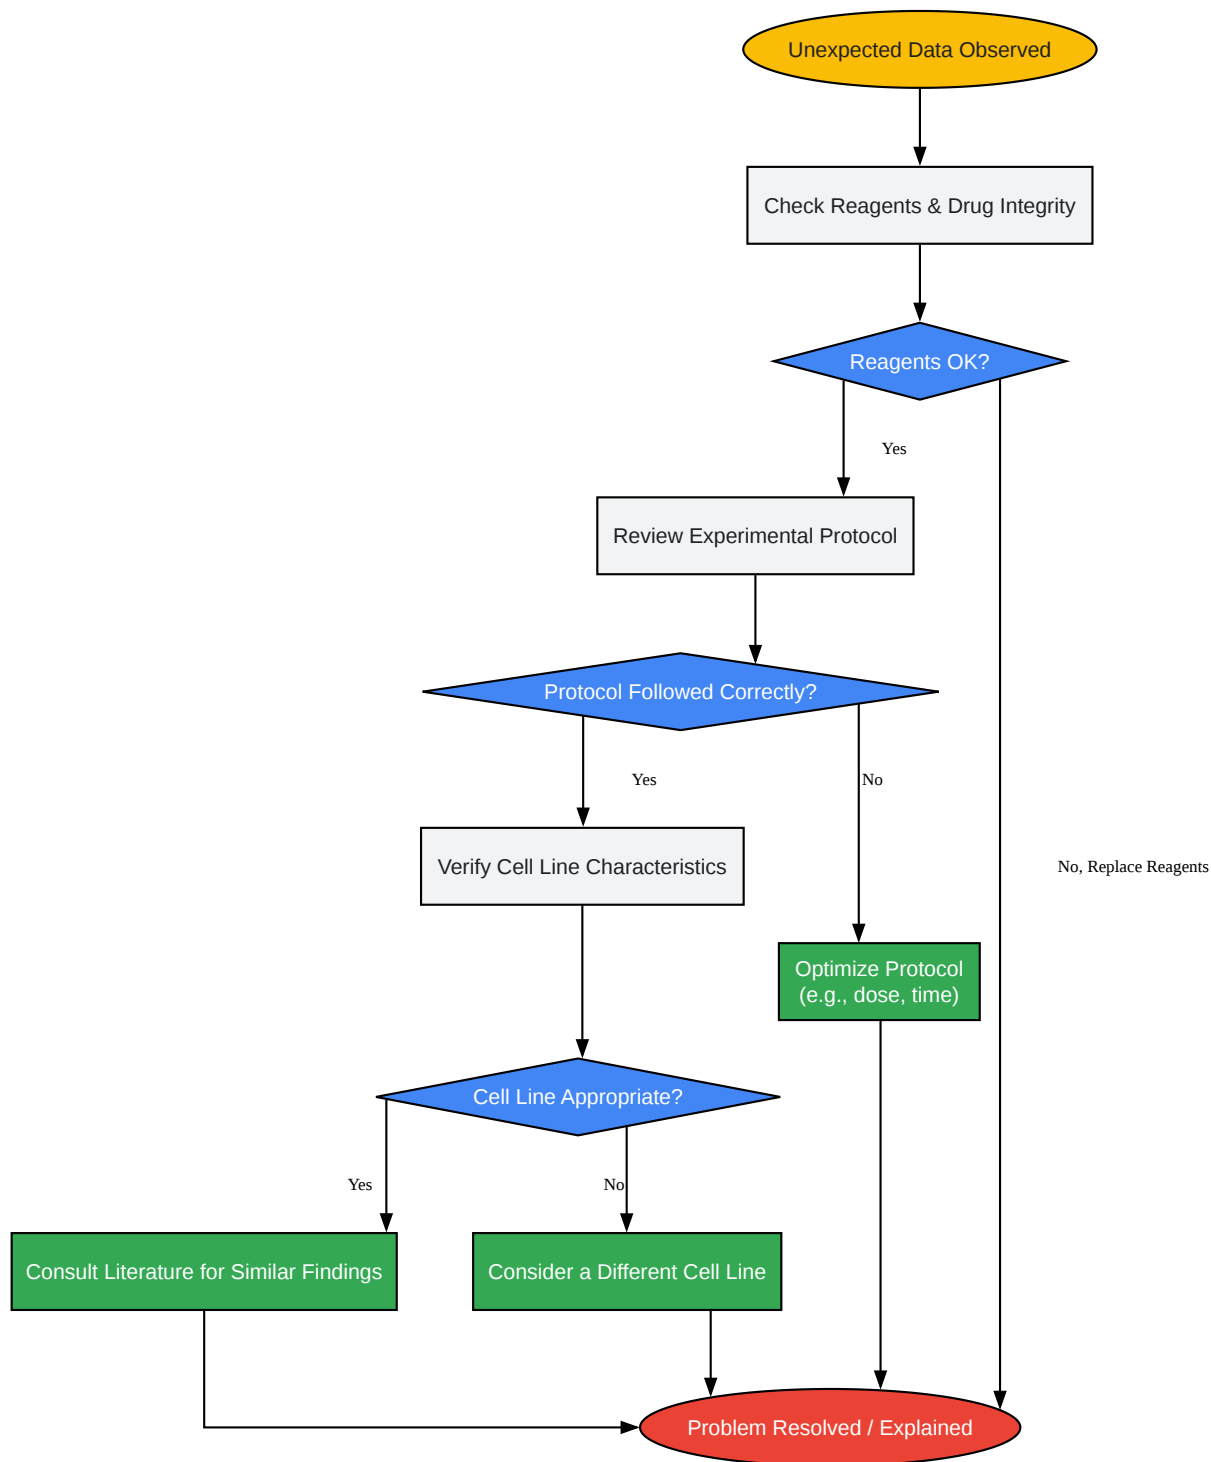 Unexpected Data Observed
Check Reagents & Drug Integrity
Reagents OK?
Yes
Review Experimental Protocol
Protocol Followed Correctly?
Yes
No
Verify Cell Line Characteristics
No, Replace Reagents
Optimize Protocol
(e.g., dose, time)
Cell Line Appropriate?
Yes
No
Consult Literature for Similar Findings
Consider a Different Cell Line
Problem Resolved / Explained